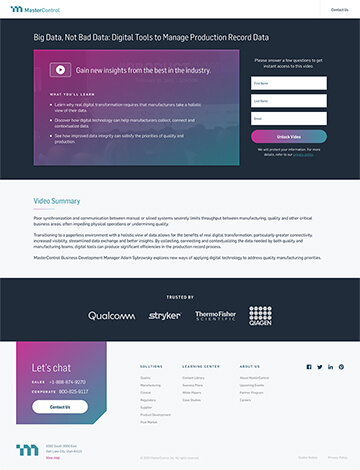 MasterControl
Contact Us
Big Data, Not Bad Data: Digital Tools to Manage Production Record Data
Gain new insights from the best in the industry.
WHAT YOU'LL LEARN
Learn why real digital transformation requires that manufacturers take a holistic
view of their data.
Discover how digital technology can help manufacturers collect, connect and
contextualize data.
See how improved data integrity can satisfy the priorities of quality and
production.
Please answer a few questions to get
instant access to this video.
First Name
Last Name
Email
Unlock Video
We will protect your information. For more
details, refer to our privacy policy
Video Summary
Poor synchronization and communication between manual or siloed systems severely limits throughput between manufacturing, quality and other critical
business areas, often impeding physical operations or undermining quality.
Transitioning to a paperless environment with a holistic view of data allows for the benefits of real digital transformation, particularly greater connectivity,
increased visibility, streamlined data exchange and better insights. By collecting, connecting and contextualizing the data needed by both quality and
manufacturing teams, digital tools can produce significant efficiencies in the production record process.
MasterControl Business Development Manager Adam Sybrowsky explores new ways of applying digital technology to address quality manufacturing priorities.
TRUSTED BY
Qualcomm
stryker
ThermoFisher
SCIENTIFIC
QIAGEN
Let's chat
SALES +1-888-874-9270
CORPORATE 800-825-9117
Contact Us
SOLUTIONS
Quality
Manufacturing
Clinical
Regulatory
Supplier
Product Development
Post Market
LEARNING CENTER
Content Library
Success Plans
White Papers
Case Studies
ABOUT US
About MasterControl
Upcoming Events
Partner Program
Careers
6350 South 3000 East
Salt Lake City, Utah 84121
View map
Cookie Notice
Privacy Policy